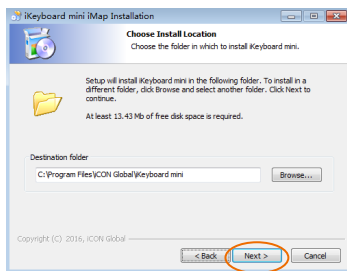 iKeyboard mini iMap Installation
Choose Install Location
Choose the folder in which to install iKeyboard mini.
Setup will install iKeyboard mini in the following folder. To install in a
different folder, click Browse and select another folder. Click Next to
continue.
At least 13.43 Mb of free disk space is required.
Destination folder
C:\Program Files\iCON Global\iKeyboard mini
Browse...
Copyright (C) 2016, iCON Global
< Back
Next >
Cancel